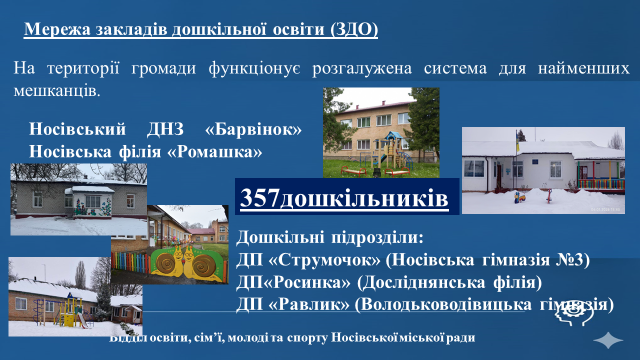 Мережа закладів дошкільної освіти (ЗДО)
На території громади функціонує розгалужена система для найменших
мешканців.
Носівський ДНЗ «Барвінок»
Носівська філія «Ромашка»
357дошкільників
Дошкільні підрозділи:
ДП «Струмочок» (Носівська гімназія №3)
ДП«Росинка» (Досліднянська філія)
ДП «Равлик» (Володьководівицька гімназія)
Відділ освіти, сім’ї, молоді та спорту Носівської міської ради